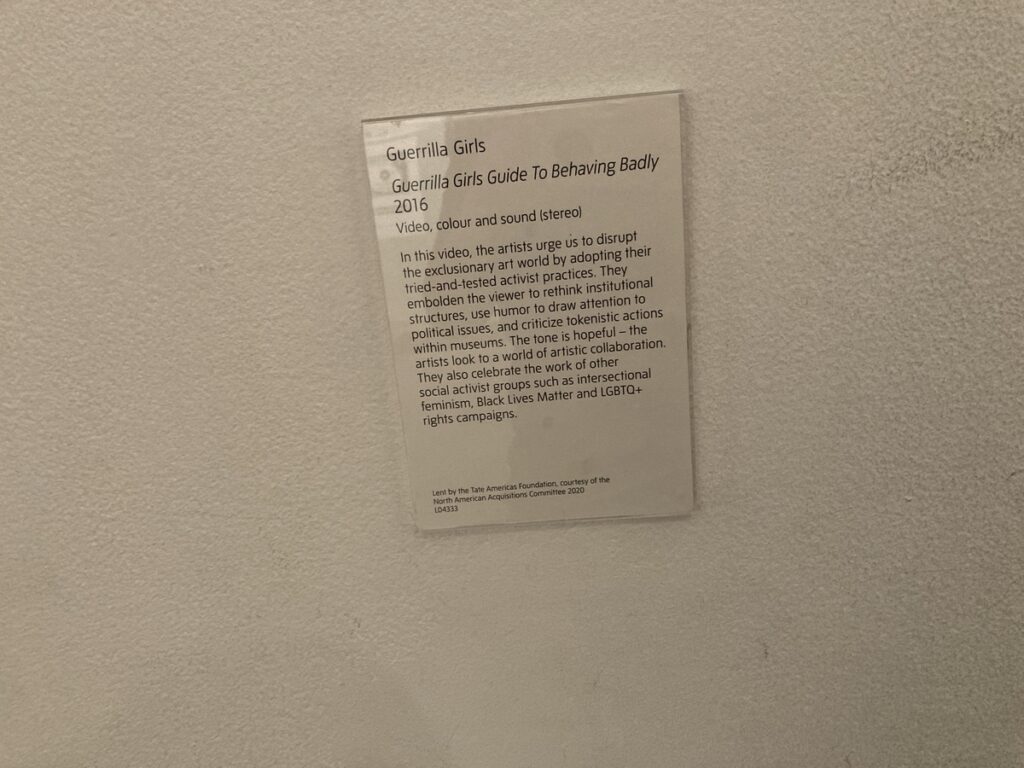 Guerrilla Girls
Guerrilla Girls Guide To Behaving Badly
2016
Video, colour and sound (stereo)
In this video, the artists urge us to disrupt
the exclusionary art world by adopting their
tried-and-tested activist practices. They
embolden the viewer to rethink institutional
structures, use humor to draw attention to
political issues, and criticize tokenistic actions
within museums. The tone is hopeful – the
artists look to a world of artistic collaboration.
They also celebrate the work of other
social activist groups such as intersectional
feminism, Black Lives Matter and LGBTQ+
rights campaigns.
Lent by the Tate Americas Foundation, courtesy of the
North American Acquisitions Committee 2020
L04333